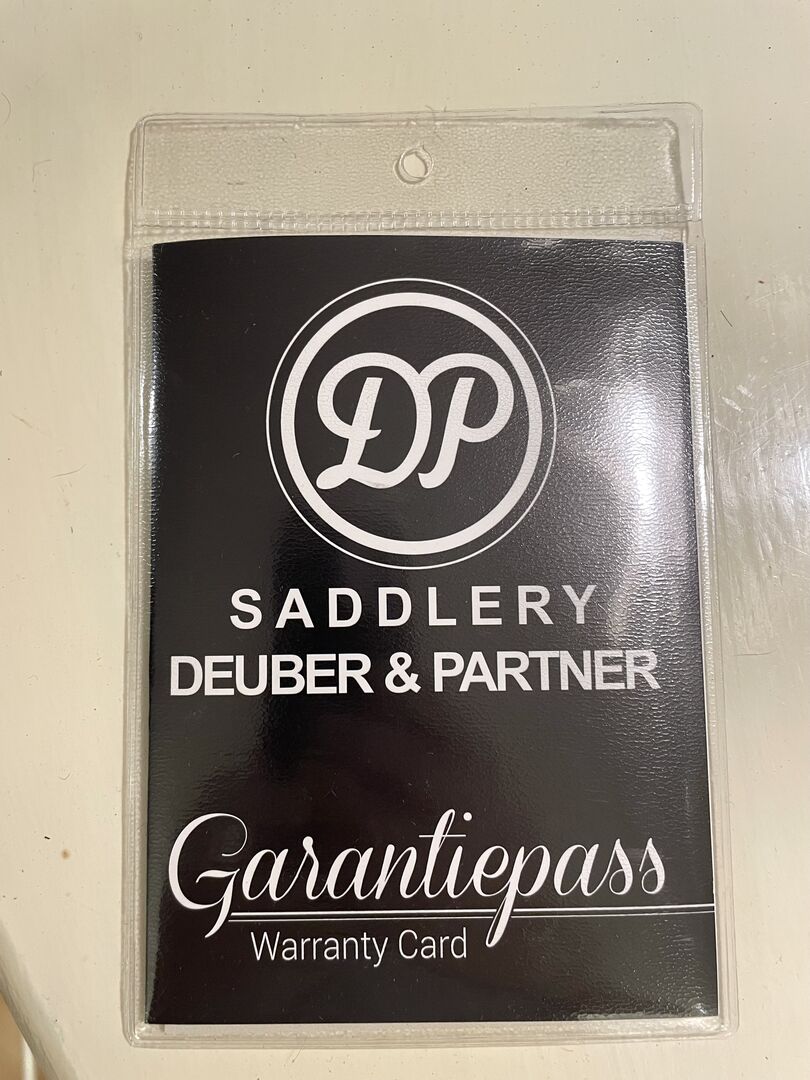 DP
SADDLERY
DEUBER & PARTNER
Garantiepass
Warranty Card